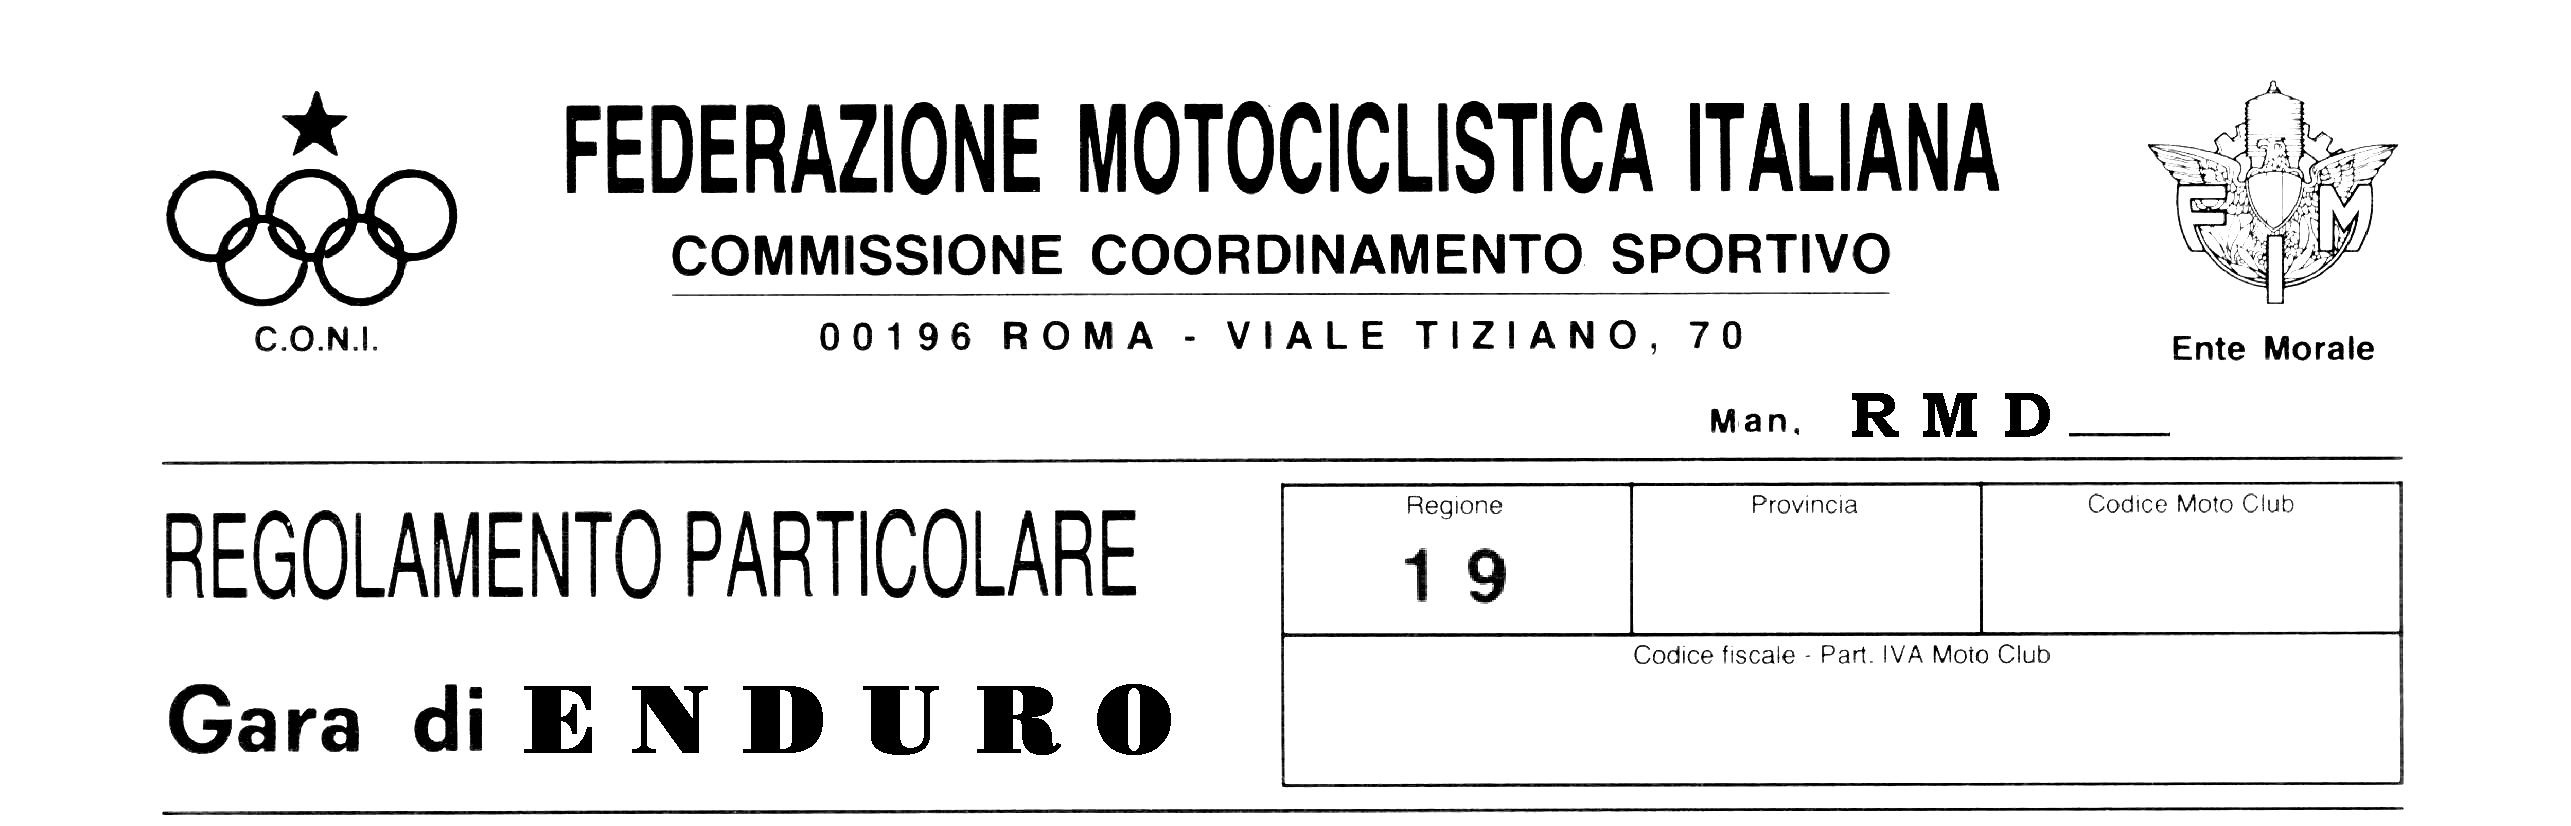 FEDERAZIONE MOTOCICLISTICA ITALIANA
COMMISSIONE COORDINAMENTO SPORTIVO
00196 ROMA - VIALE TIZIANO, 70
C.O.N.I.
F M I
Ente Morale
Man. RMD___
REGOLAMENTO PARTICOLARE
Gara di ENDURO
Regione
Provincia
Codice Moto Club
19
Codice fiscale - Part. IVA Moto Club